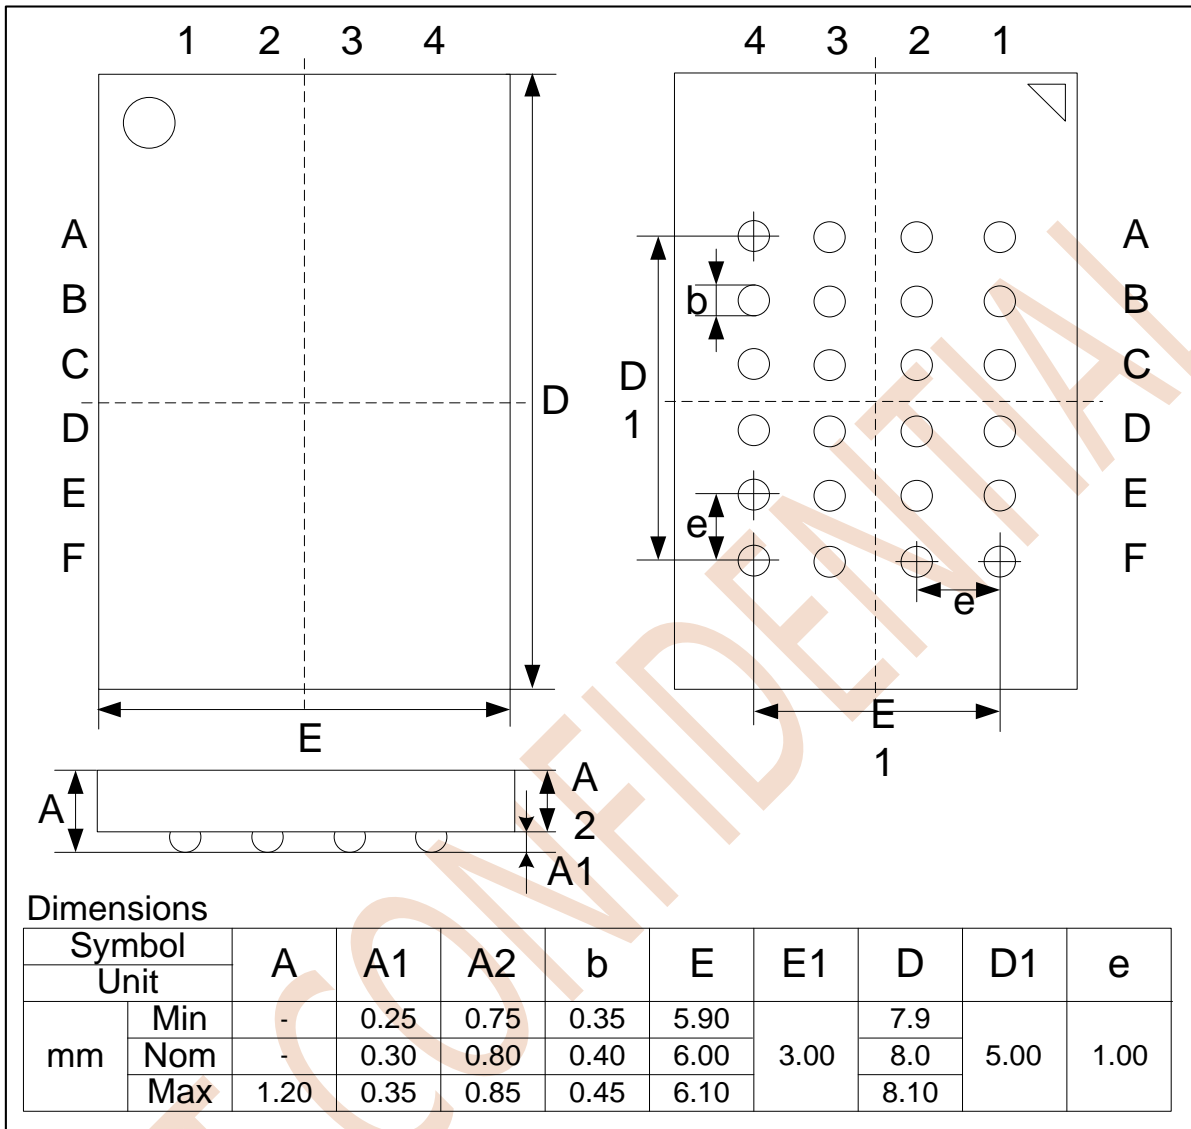 1 2 3 4
4 3 2 1
A
B
C
D
E
F
D
E
A
B
C
D
E
F
b
D
1
e
e
E
1
A
A
2
A1
Dimensions
Symbol A A1 A2 b E E1 D D1 e
Unit
mm Min - 0.25 0.75 0.35 5.90 3.00 7.9 5.00 1.00
Nom - 0.30 0.80 0.40 6.00 8.0
Max 1.20 0.35 0.85 0.45 6.10 8.10
CONFIDENTIAL